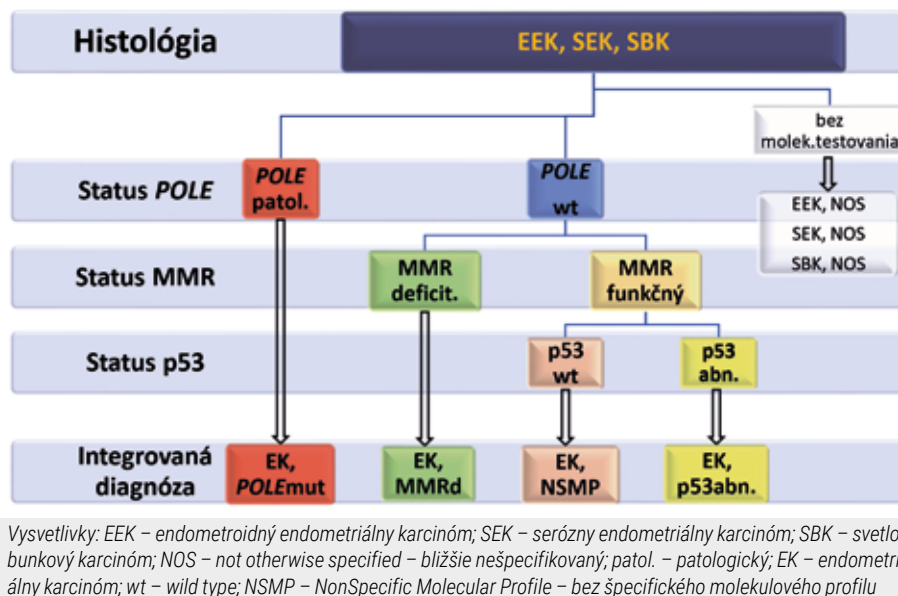 Histológia
EEK, SEK, SBK
bez
molek.testovania
Status POLE
POLE
patol.
POLE
wt
EEK, NOS
SEK, NOS
SBK, NOS
Status MMR
MMR
deficit.
MMR
funkčný
Status p53
p53
wt
p53
abn.
Integrovaná
diagnóza
EK,
POLEmut
EK,
MMRd
EK,
NSMP
EK,
p53abn.
Vysvetlivky: EEK – endometroidný endometriálny karcinóm; SEK – serózny endometriálny karcinóm; SBK – svetlo
bunkový karcinóm; NOS – not otherwise specified – bližšie nešpecifikovaný; patol. – patologický; EK – endometri
álny karcinóm; wt – wild type; NSMP – NonSpecific Molecular Profile – bez špecifického molekulového profilu